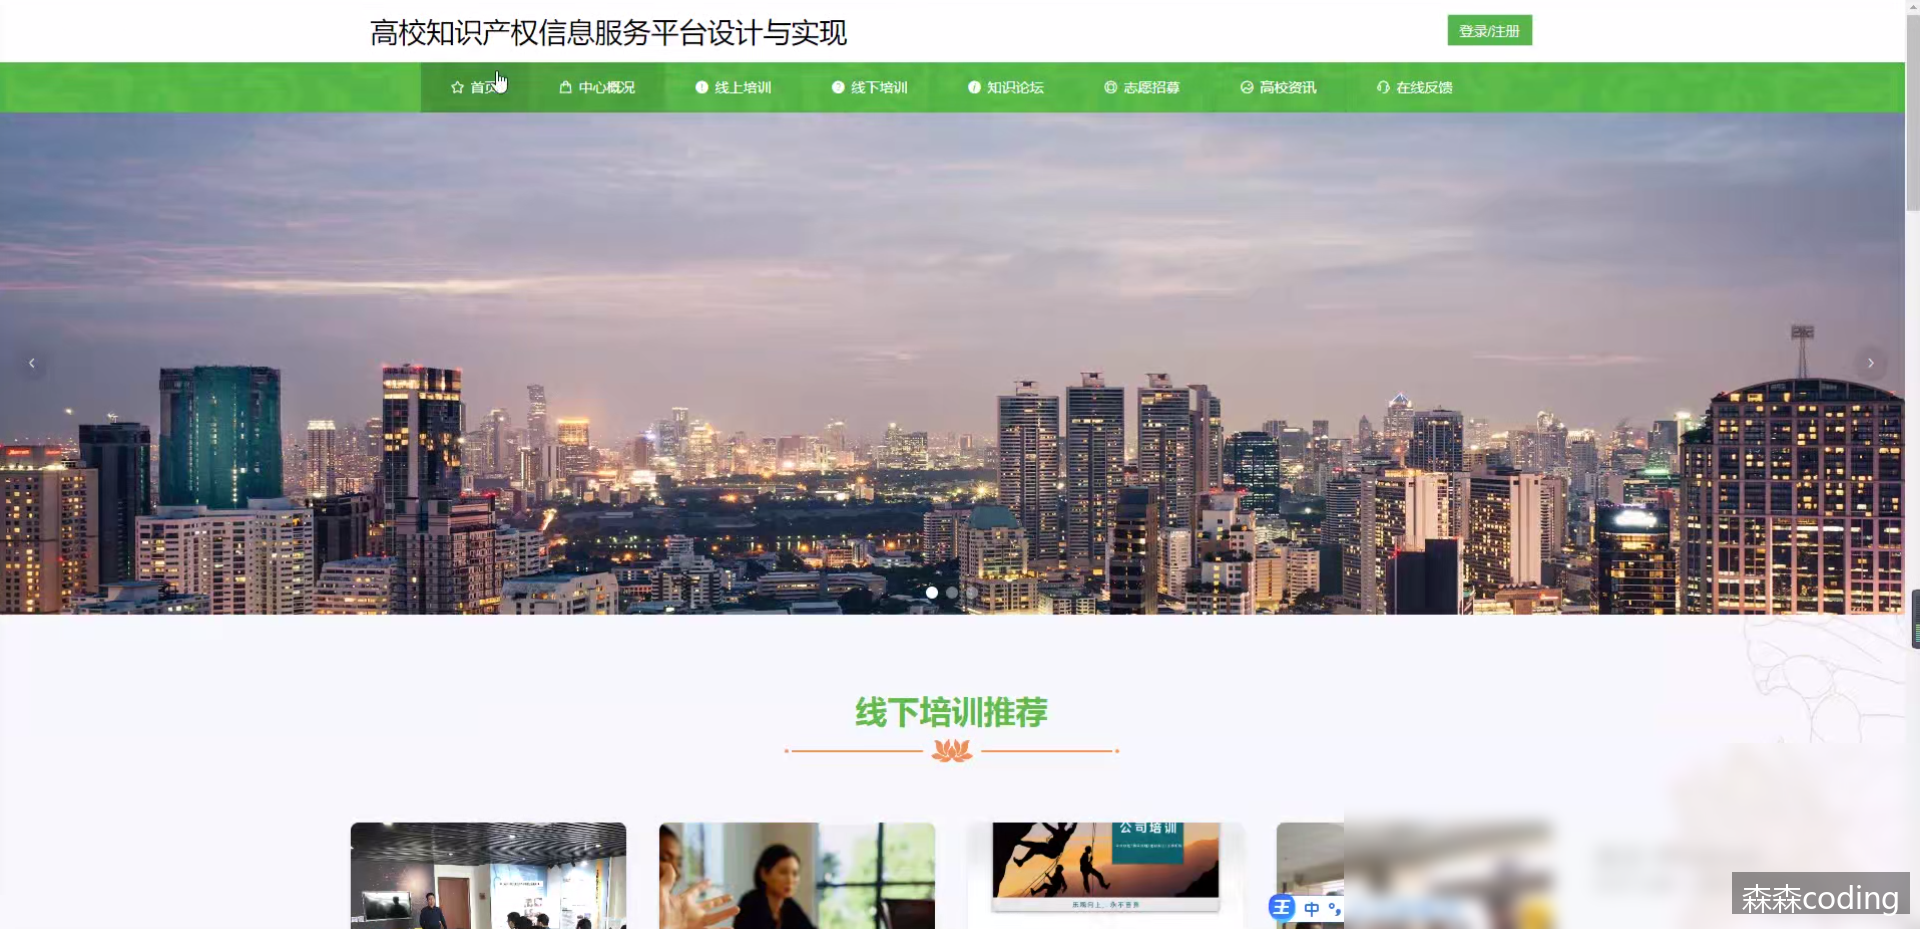 高校知识产权信息服务平台设计与实现
登录/注册
首页
中心概况
线上培训
线下培训
知识论坛
志愿招募
高校资讯
在线反馈
线下培训推荐
公司培训
王 中
森森coding